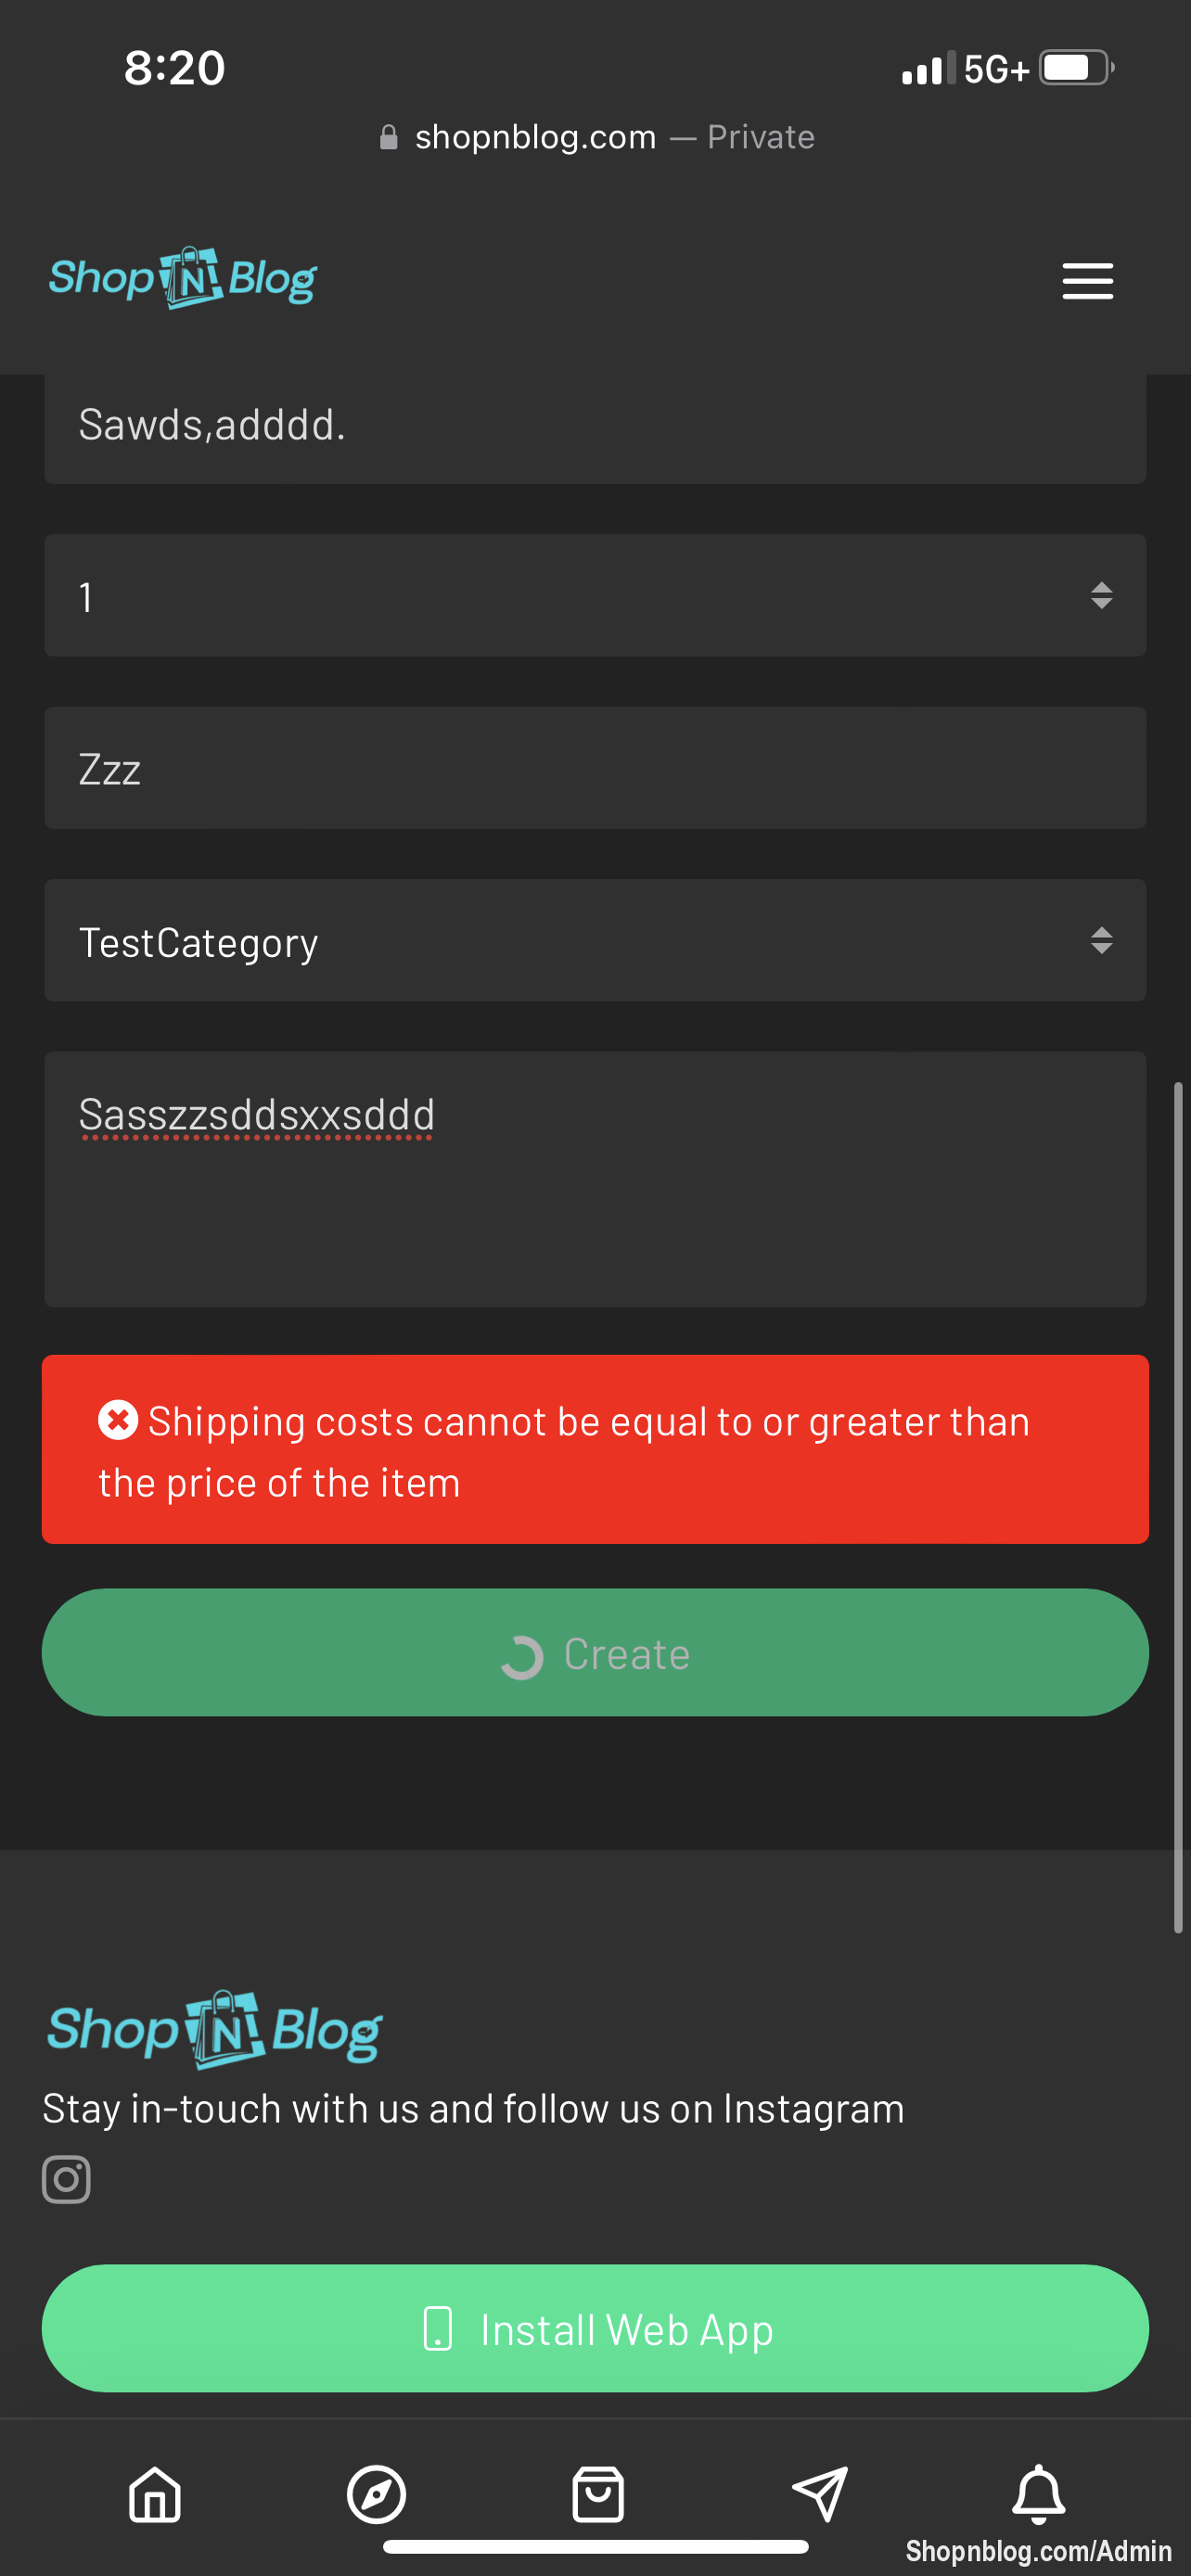 8:20
5G+
shopnblog.com — Private
Shop N Blog
Sawds,adddd.
1
Zzz
TestCategory
Sasszzsddsxxsddd
Shipping costs cannot be equal to or greater than
the price of the item
Create
Shop N Blog
Stay in-touch with us and follow us on Instagram
Install Web App
Shopnblog.com/Admin